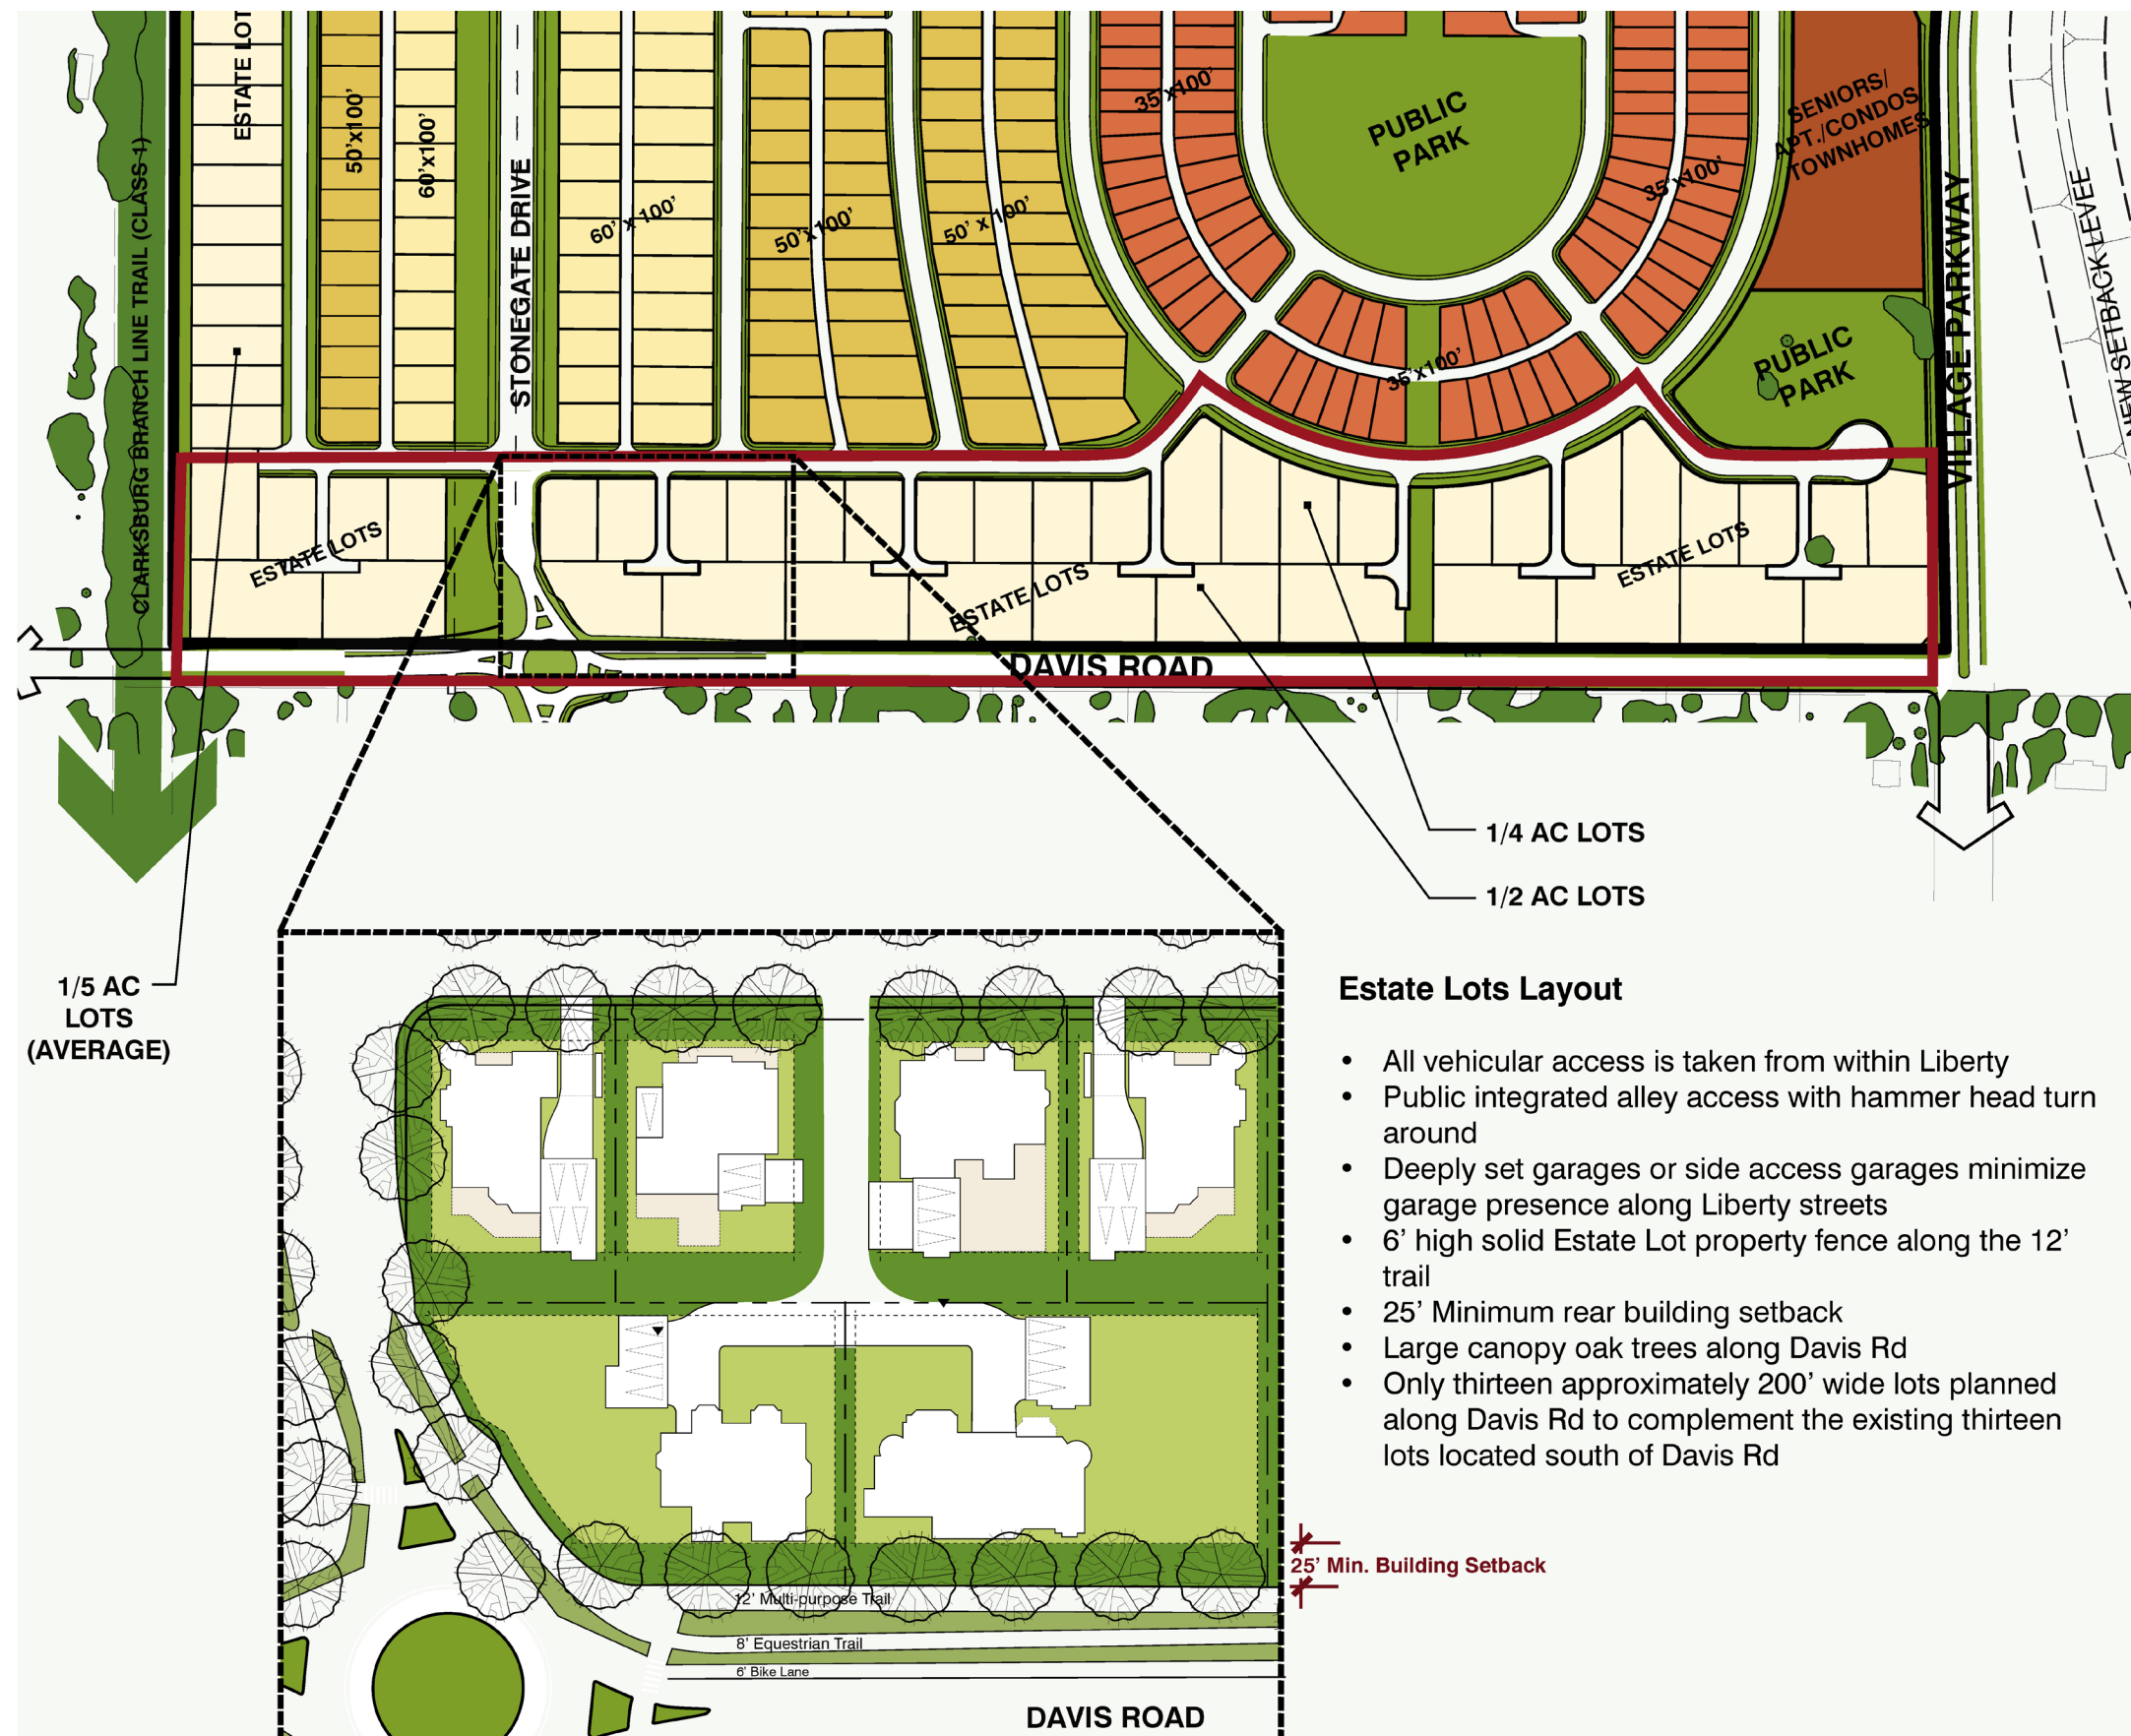 ESTATE LOT
50'x100'
60'x100'
STONEGATE DRIVE
60' x 100'
50'x100'
50' x 100'
35'x100'
PUBLIC
PARK
35'x100'
35'x100'
SENIORS/
APT./CONDOS
TOWNHOMES
PUBLIC
PARK
VILLAGE PARKWAY
NEW SETBACK LEVEE
CLARKSBURG BRANCH LINE TRAIL (CLASS 1)
ESTATE LOTS
ESTATE LOTS
ESTATE LOTS
DAVIS ROAD
1/4 AC LOTS
1/2 AC LOTS
1/5 AC
LOTS
(AVERAGE)
Estate Lots Layout
• All vehicular access is taken from within Liberty
• Public integrated alley access with hammer head turn
around
• Deeply set garages or side access garages minimize
garage presence along Liberty streets
• 6’ high solid Estate Lot property fence along the 12’
trail
• 25’ Minimum rear building setback
• Large canopy oak trees along Davis Rd
• Only thirteen approximately 200’ wide lots planned
along Davis Rd to complement the existing thirteen
lots located south of Davis Rd
25’ Min. Building Setback
12’ Multi-purpose Trail
8’ Equestrian Trail
6’ Bike Lane
DAVIS ROAD